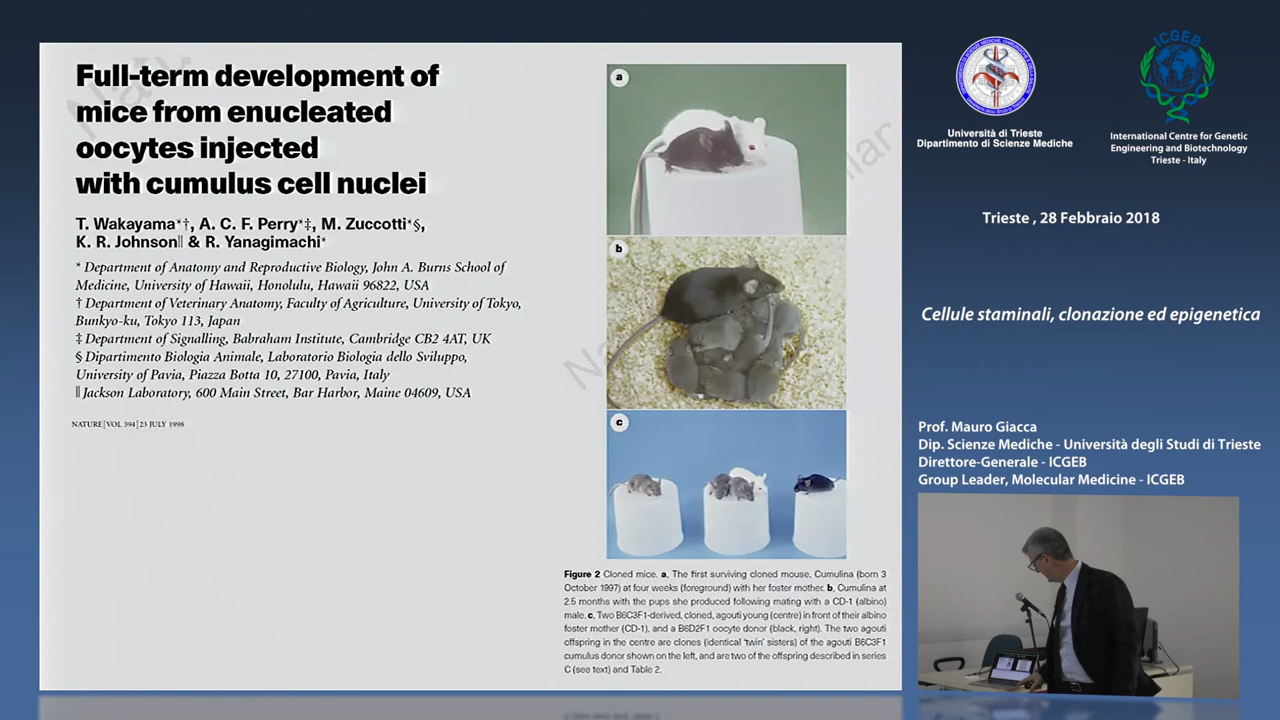 Full-term development of
mice from enucleated
oocytes injected
with cumulus cell nuclei
T. Wakayama*†, A. C. F. Perry*‡, M. Zuccotti*§,
K. R. Johnson‖ & R. Yanagimachi*
* Department of Anatomy and Reproductive Biology, John A. Burns School of
Medicine, University of Hawaii, Honolulu, Hawaii 96822, USA
† Department of Veterinary Anatomy, Faculty of Agriculture, University of Tokyo,
Bunkyo-ku, Tokyo 113, Japan
‡ Department of Signalling, Babraham Institute, Cambridge CB2 4AT, UK
§ Dipartimento Biologia Animale, Laboratorio Biologia dello Sviluppo,
University of Pavia, Piazza Botta 10, 27100, Pavia, Italy
‖ Jackson Laboratory, 600 Main Street, Bar Harbor, Maine 04609, USA
NATURE | VOL 394 | 23 JULY 1998
a
b
c
Figure 2 Cloned mice. a, The first surviving cloned mouse, Cumulina (born 3
October 1997) at four weeks (foreground) with her foster mother. b, Cumulina at
2.5 months with the pups she produced following mating with a CD-1 (albino)
male. c, Two B6C3F1-derived, cloned, agouti young (centre) in front of their albino
foster mother (CD-1), and a B6D2F1 oocyte donor (black, right). The two agouti
offspring in the centre are clones (identical 'twin' sisters) of the agouti B6C3F1
cumulus donor shown on the left, and are two of the offspring described in series
C (see text) and Table 2.
Università di Trieste
Dipartimento di Scienze Mediche
ICGEB
International Centre for Genetic
Engineering and Biotechnology
Trieste - Italy
Trieste , 28 Febbraio 2018
Cellule staminali, clonazione ed epigenetica
Prof. Mauro Giacca
Dip. Scienze Mediche - Università degli Studi di Trieste
Direttore-Generale - ICGEB
Group Leader, Molecular Medicine - ICGEB